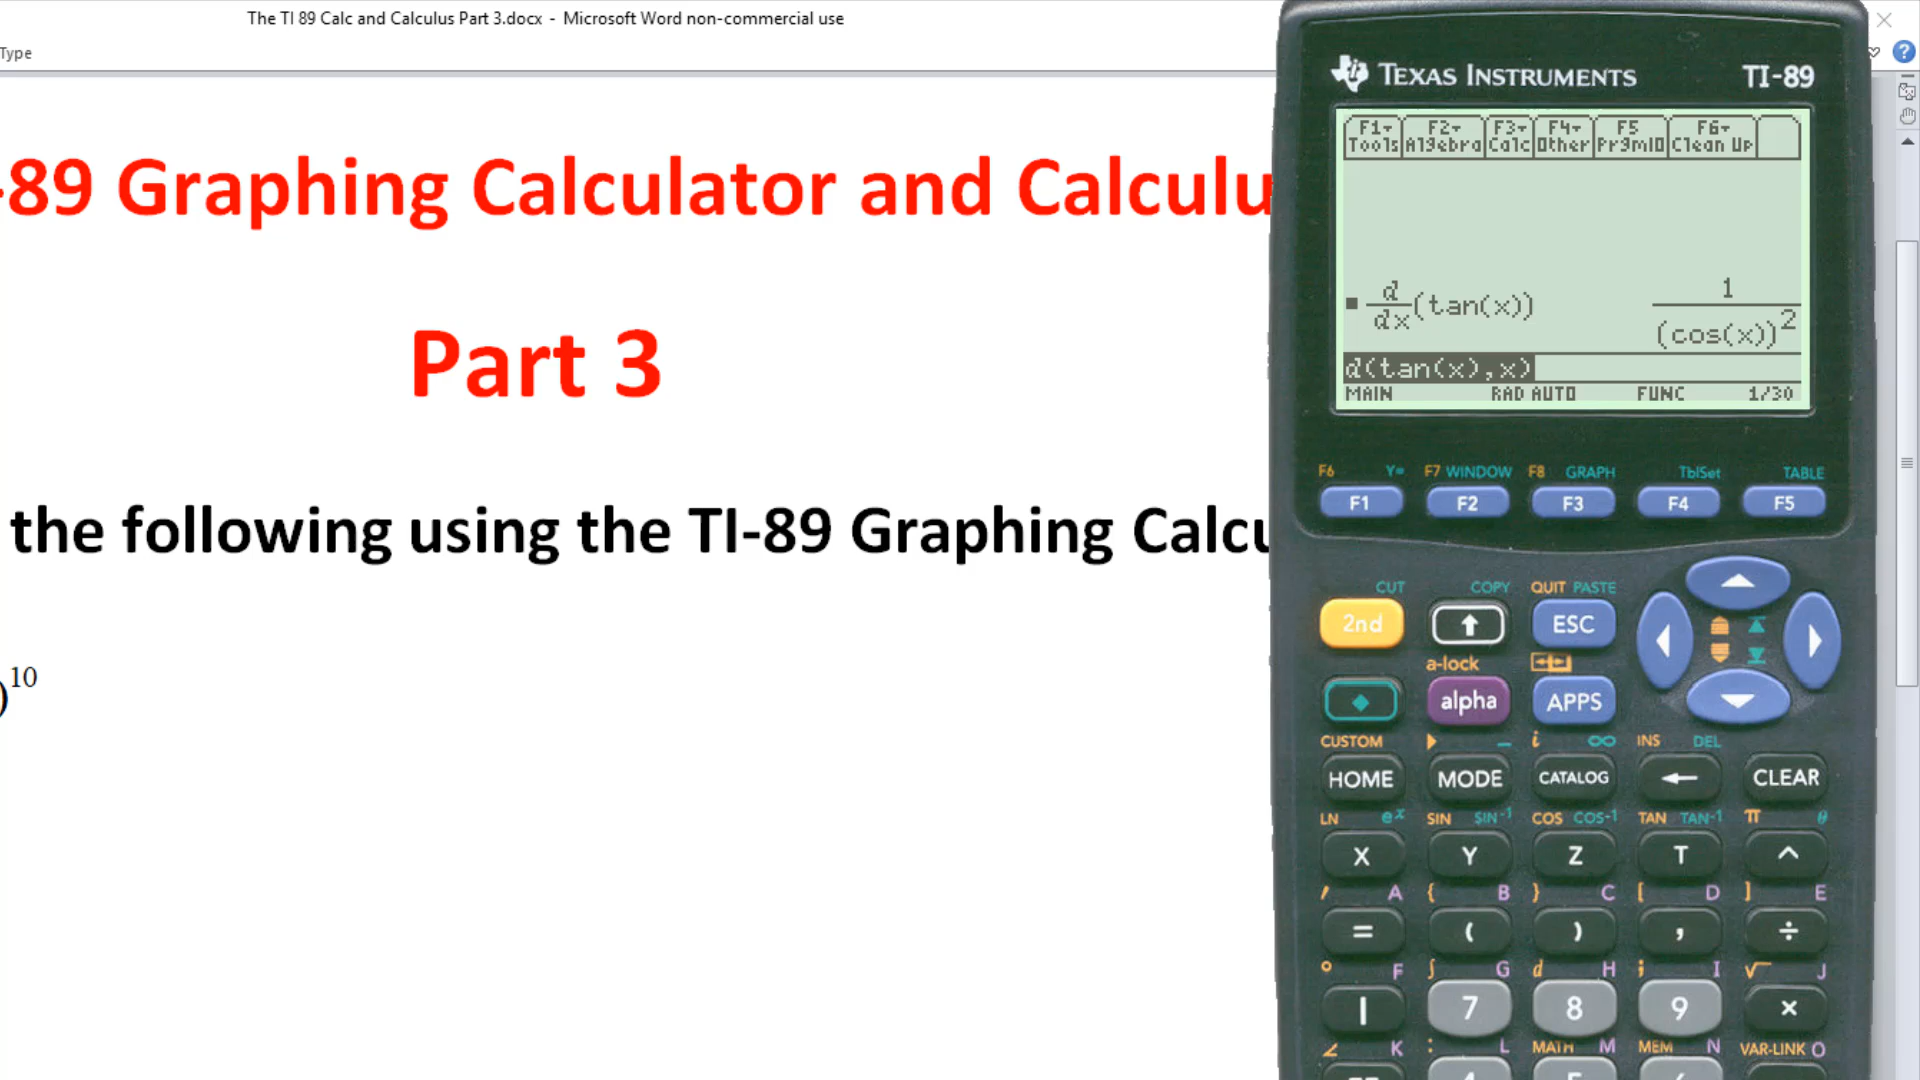 The TI 89 Calc and Calculus Part 3.docx - Microsoft Word non-commercial use
Type
-89 Graphing Calculator and Calculu
Part 3
the following using the TI-89 Graphing Calcu
)^10
TEXAS INSTRUMENTS TI-89
F1 F2 F3 F4 F5 F6
Tools Algebra Calc Other PrgmIO Clean Up
d/dx(tan(x)) 1/(cos(x))^2
d(tan(x),x)
MAIN RAD AUTO FUNC 1/30
F6 Y= F7 WINDOW F8 GRAPH TblSet TABLE
F1 F2 F3 F4 F5
CUT COPY QUIT PASTE
2nd ↑ ESC
a-lock
alpha APPS
CUSTOM i ∞ INS DEL
HOME MODE CATALOG ← CLEAR
LN e^x SIN SIN^-1 COS COS^-1 TAN TAN^-1 π θ
X Y Z T ^
′ A { B } C [ D ] E
= ( ) , ÷
° F ∫ G d H ; I √ J
| 7 8 9 ×
∠ K : L MATH M MEM N VAR-LINK O